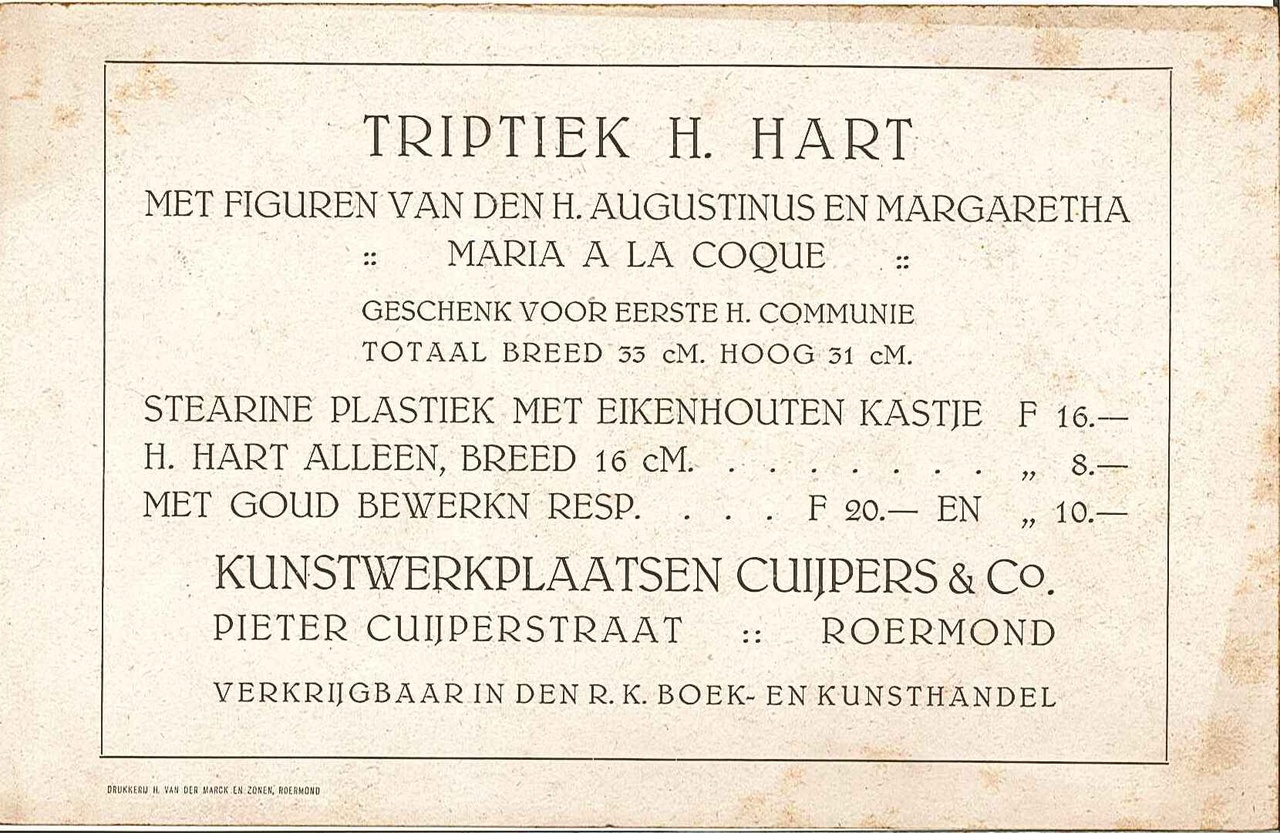 TRIPTIEK H. HART
MET FIGUREN VAN DEN H. AUGUSTINUS EN MARGARETHA
:: MARIA A LA COQUE ::
GESCHENK VOOR EERSTE H. COMMUNIE
TOTAAL BREED 33 cM. HOOG 31 cM.
STEARINE PLASTIEK MET EIKENHOUTEN KASTJE F 16.—
H. HART ALLEEN, BREED 16 cM. . . . . . . . „ 8.—
MET GOUD BEWERKN RESP. . . . F 20.— EN „ 10.—
KUNSTWERKPLAATSEN CUIJPERS & Co.
PIETER CUIJPERSTRAAT :: ROERMOND
VERKRIJGBAAR IN DEN R. K. BOEK- EN KUNSTHANDEL
DRUKKERIJ H. VAN DER MARCK EN ZONEN, ROERMOND